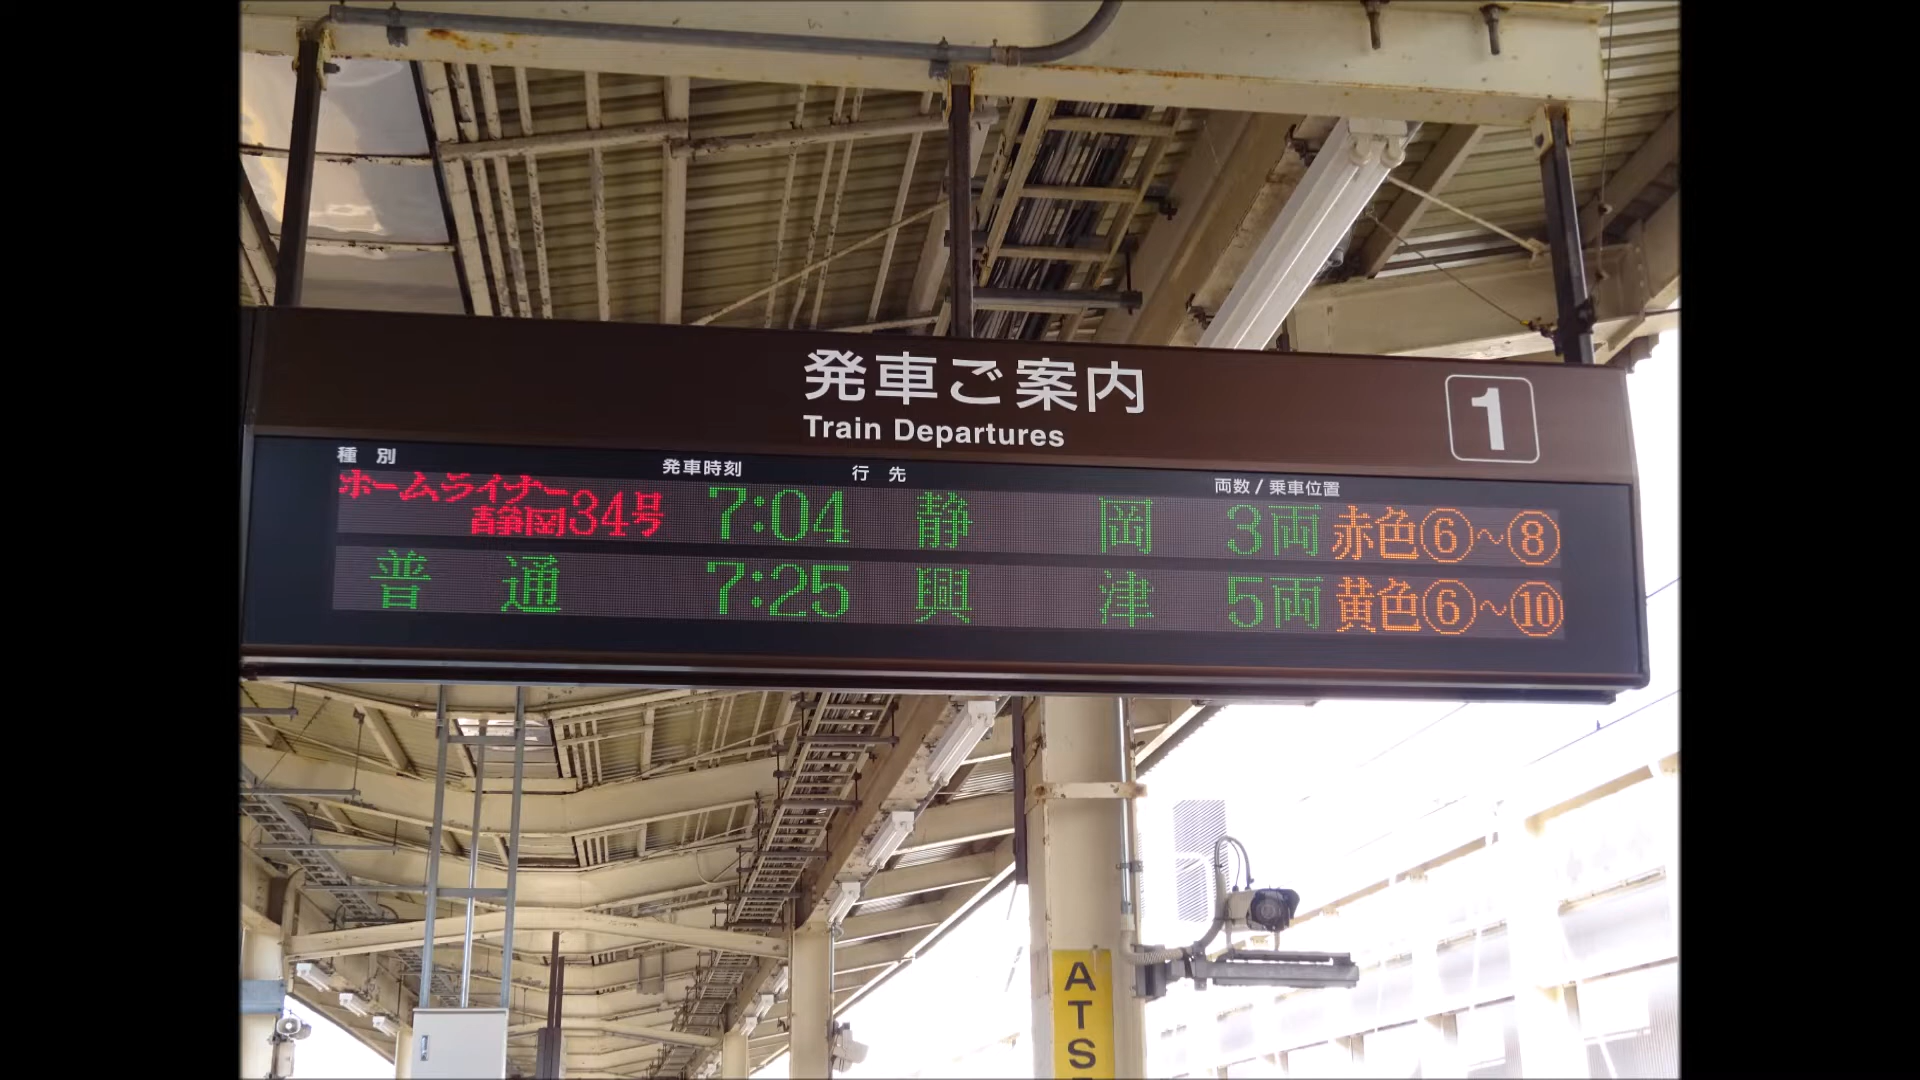 発車ご案内
Train Departures
1
種別 発車時刻 行先 両数 / 乗車位置
ホームライナー
静岡34号 7:04 静岡 3両 赤色⑥～⑧
普通 7:25 興津 5両 黄色⑥～⑩
ATS